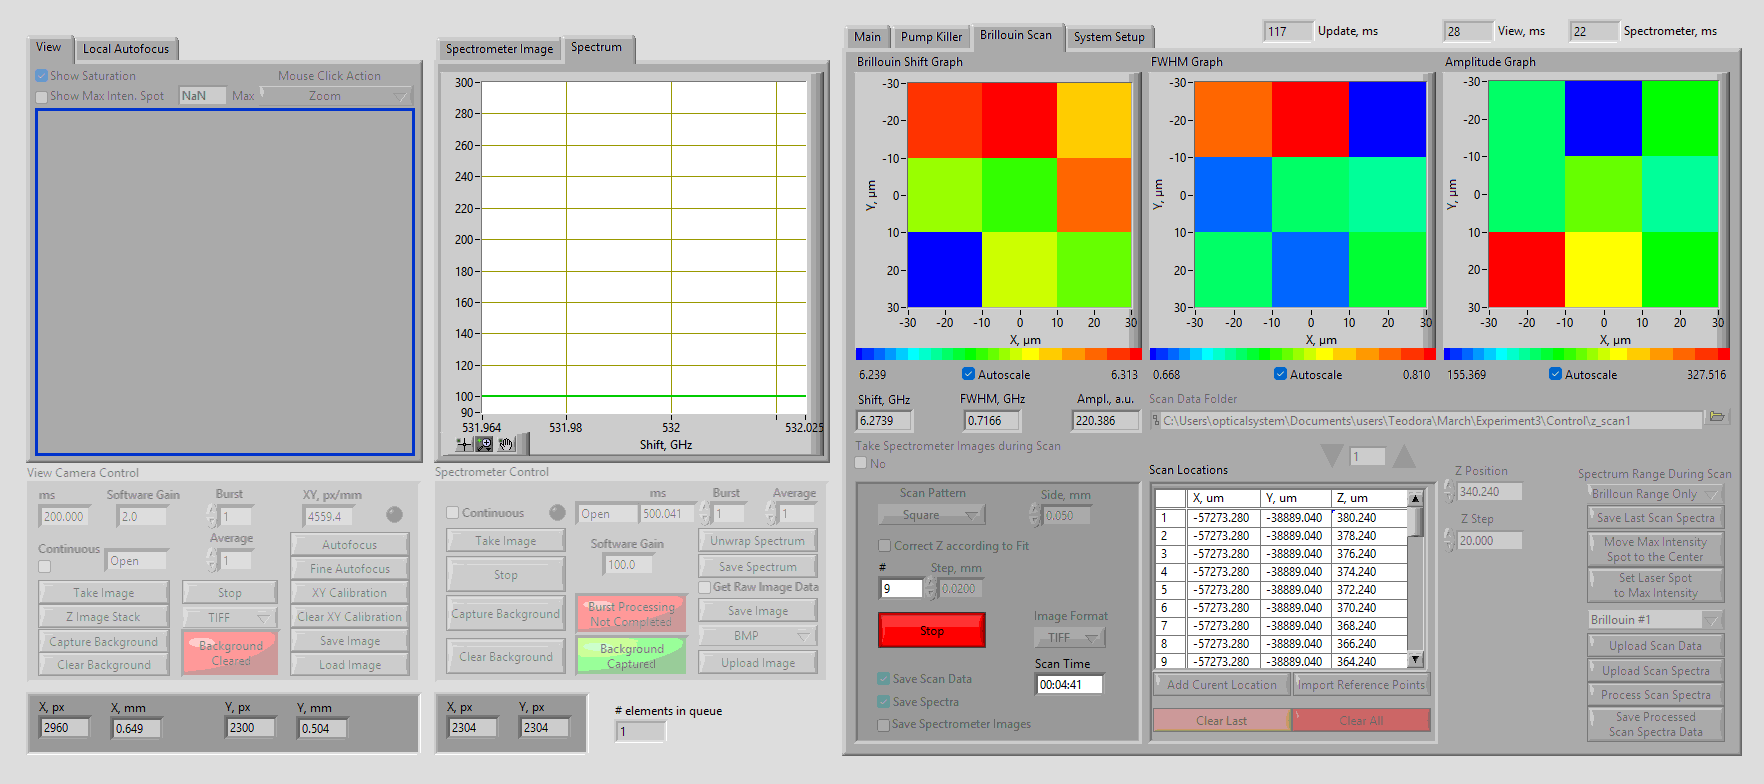 View
Local Autofocus
Show Saturation
Mouse Click Action
Show Max Inten. Spot
NaN
Max
Zoom
View Camera Control
ms
Software Gain
Burst
XY, px/mm
200.000
2.0
1
4559.4
Continuous
Open
Average
1
Autofocus
Fine Autofocus
Take Image
Stop
XY Calibration
Z Image Stack
TIFF
Clear XY Calibration
Capture Background
Background
Cleared
Save Image
Clear Background
Load Image
X, px
X, mm
Y, px
Y, mm
2960
0.649
2300
0.504
Spectrometer Image
Spectrum
300
280
260
240
220
200
180
160
140
120
100
90
531.964
531.98
532
532.025
Shift, GHz
Spectrometer Control
ms
Burst
Average
Continuous
Open
500.041
1
1
Take Image
Software Gain
Unwrap Spectrum
Stop
100.0
Save Spectrum
Get Raw Image Data
Capture Background
Burst Processing
Not Completed
Save Image
BMP
Clear Background
Background
Captured
Upload Image
X, px
Y, px
2304
2304
# elements in queue
1
117
Update, ms
28
View, ms
22
Spectrometer, ms
Main
Pump Killer
Brillouin Scan
System Setup
Brillouin Shift Graph
-30
-20
-10
0
10
20
30
Y, µm
-30
-20
-10
0
10
20
30
X, µm
6.239
Autoscale
6.313
FWHM Graph
-30
-20
-10
0
10
20
30
Y, µm
-30
-20
-10
0
10
20
30
X, µm
0.668
Autoscale
0.810
Amplitude Graph
-30
-20
-10
0
10
20
30
Y, µm
-30
-20
-10
0
10
20
30
X, µm
155.369
Autoscale
327.516
Shift, GHz
FWHM, GHz
Ampl., a.u.
6.2739
0.7166
220.386
Scan Data Folder
C:\Users\opticalsystem\Documents\users\Teodora\March\Experiment3\Control\z_scan1
Take Spectrometer Images during Scan
No
1
Scan Pattern
Side, mm
Square
0.050
Correct Z according to Fit
#
Step, mm
9
0.0200
Stop
Image Format
TIFF
Scan Time
00:04:41
Save Scan Data
Save Spectra
Save Spectrometer Images
Scan Locations
X, um Y, um Z, um
1 -57273.280 -38889.040 380.240
2 -57273.280 -38889.040 378.240
3 -57273.280 -38889.040 376.240
4 -57273.280 -38889.040 374.240
5 -57273.280 -38889.040 372.240
6 -57273.280 -38889.040 370.240
7 -57273.280 -38889.040 368.240
8 -57273.280 -38889.040 366.240
9 -57273.280 -38889.040 364.240
Add Curent Location
Import Reference Points
Clear Last
Clear All
Z Position
340.240
Z Step
20.000
Spectrum Range During Scan
Brilloun Range Only
Save Last Scan Spectra
Move Max Intensity
Spot to the Center
Set Laser Spot
to Max Intensity
Brillouin #1
Upload Scan Data
Upload Scan Spectra
Process Scan Spectra
Save Processed
Scan Spectra Data